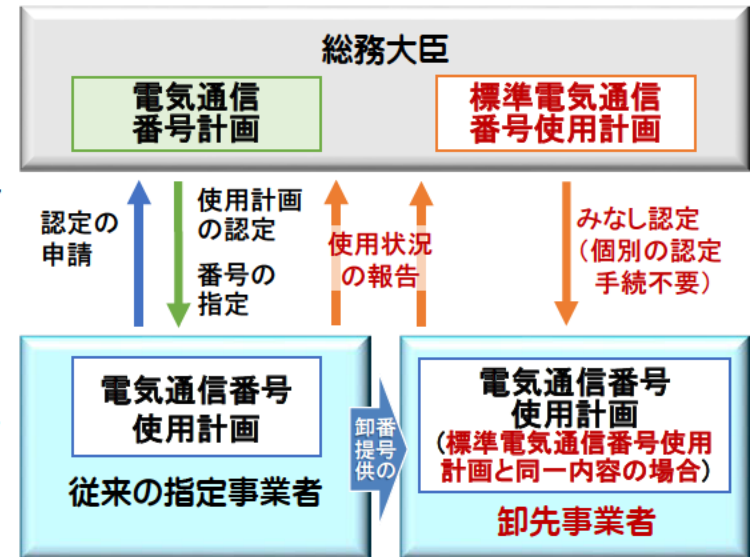 総務大臣
電気通信
番号計画
標準電気通信
番号使用計画
認定の
申請
使用計画
の認定
番号の
指定
使用状況
の報告
みなし認定
(個別の認定
手続不要)
電気通信番号
使用計画
従来の指定事業者
番号の
卸提供
電気通信番号
使用計画
(標準電気通信番号使用
計画と同一内容の場合)
卸先事業者